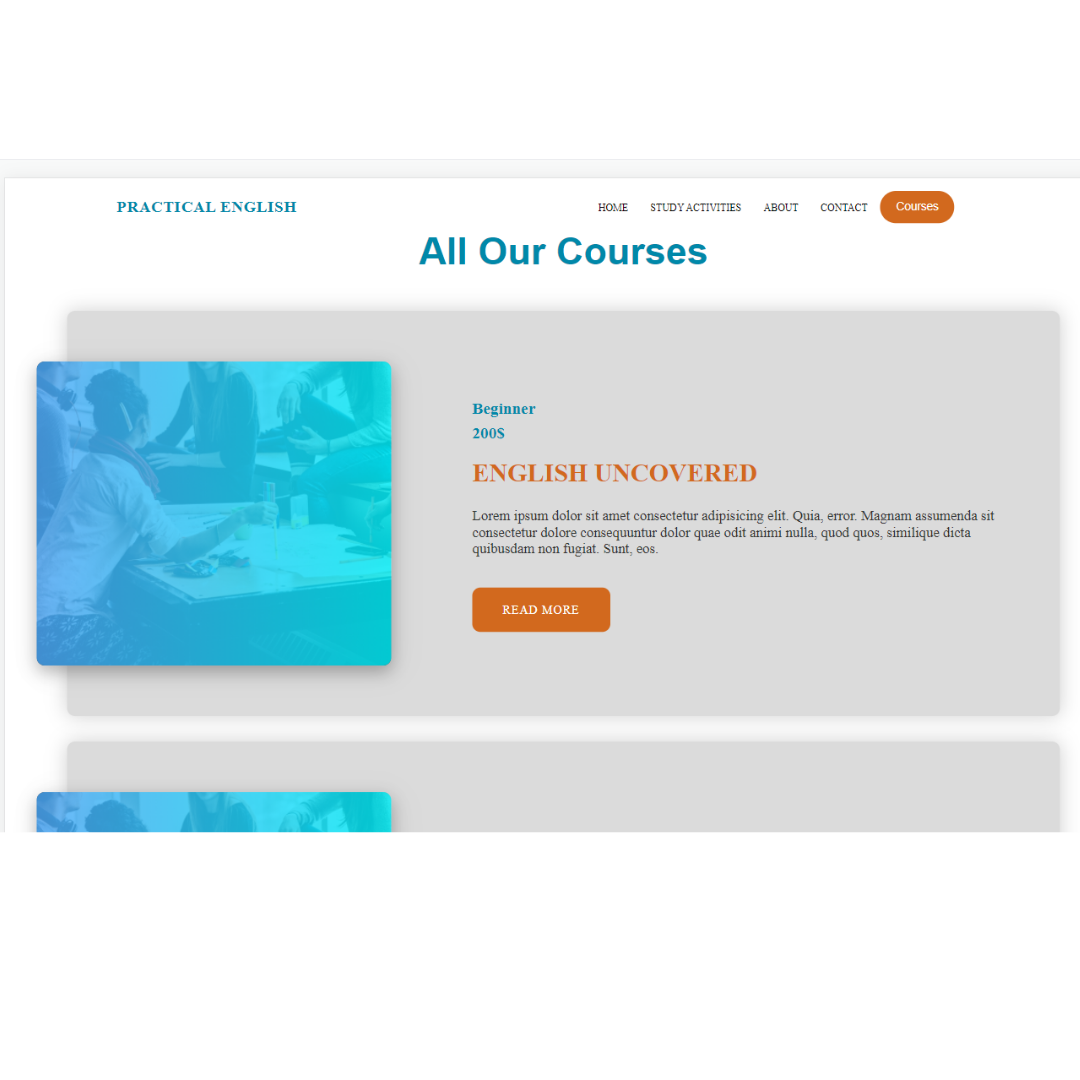 PRACTICAL ENGLISH
HOME STUDY ACTIVITIES ABOUT CONTACT Courses
All Our Courses
Beginner
200$
ENGLISH UNCOVERED
Lorem ipsum dolor sit amet consectetur adipisicing elit. Quia, error. Magnam assumenda sit
consectetur dolore consequuntur dolor quae odit animi nulla, quod quos, similique dicta
quibusdam non fugiat. Sunt, eos.
READ MORE